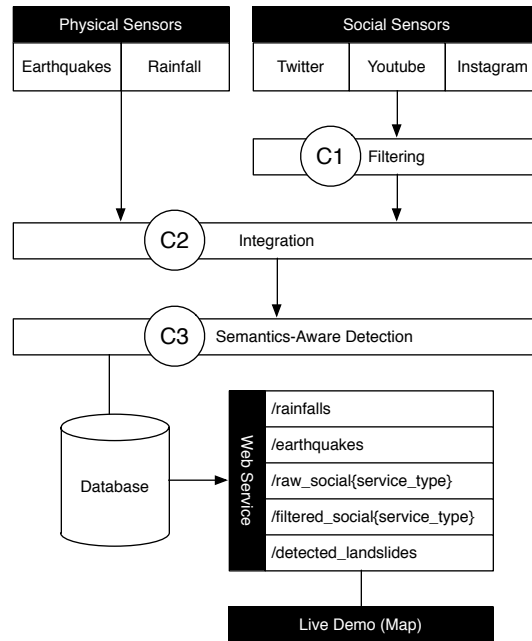 Physical Sensors
Earthquakes
Rainfall
Social Sensors
Twitter
Youtube
Instagram
C1
Filtering
C2
Integration
C3
Semantics-Aware Detection
Database
Web Service
/rainfalls
/earthquakes
/raw_social{service_type}
/filtered_social{service_type}
/detected_landslides
Live Demo (Map)